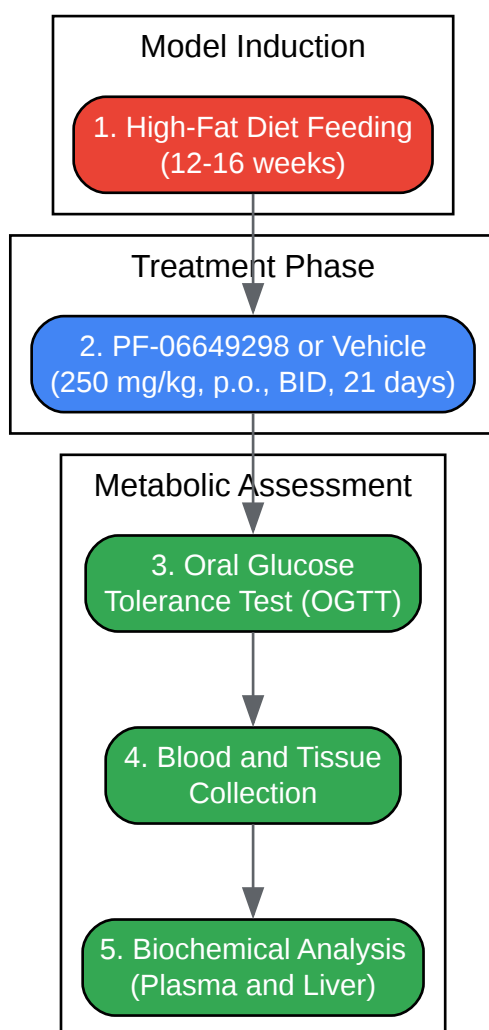 Model Induction
1. High-Fat Diet Feeding
(12-16 weeks)
Treatment Phase
2. PF-06649298 or Vehicle
(250 mg/kg, p.o., BID, 21 days)
Metabolic Assessment
3. Oral Glucose
Tolerance Test (OGTT)
4. Blood and Tissue
Collection
5. Biochemical Analysis
(Plasma and Liver)